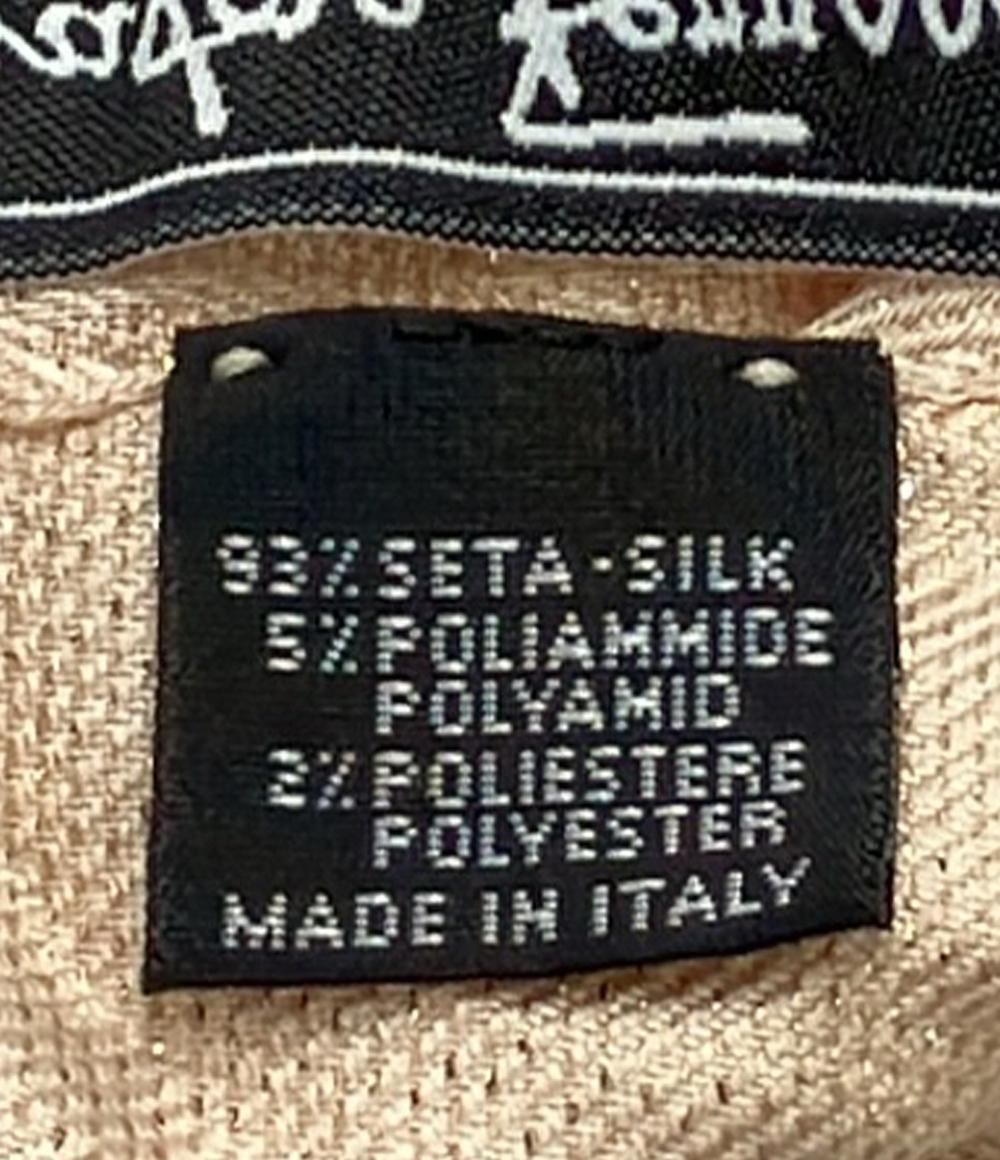 93% SETA·SILK
5% POLIAMMIDE
POLYAMID
2% POLIESTERE
POLYESTER
MADE IN ITALY